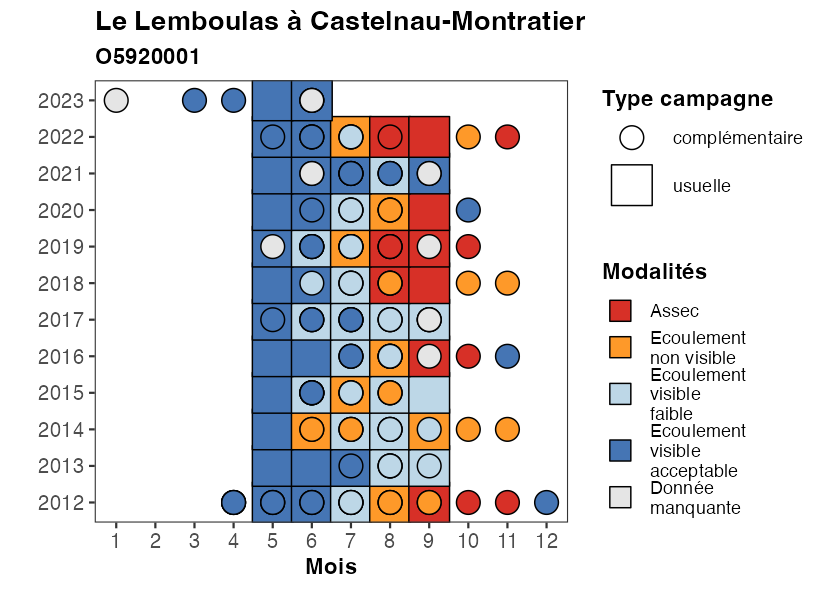 Le Lemboulas à Castelnau-Montratier
O5920001
2023
2022
2021
2020
2019
2018
2017
2016
2015
2014
2013
2012
1 2 3 4 5 6 7 8 9 10 11 12
Mois
Type campagne
complémentaire
usuelle
Modalités
Assec
Ecoulement
non visible
Ecoulement
visible
faible
Ecoulement
visible
acceptable
Donnée
manquante